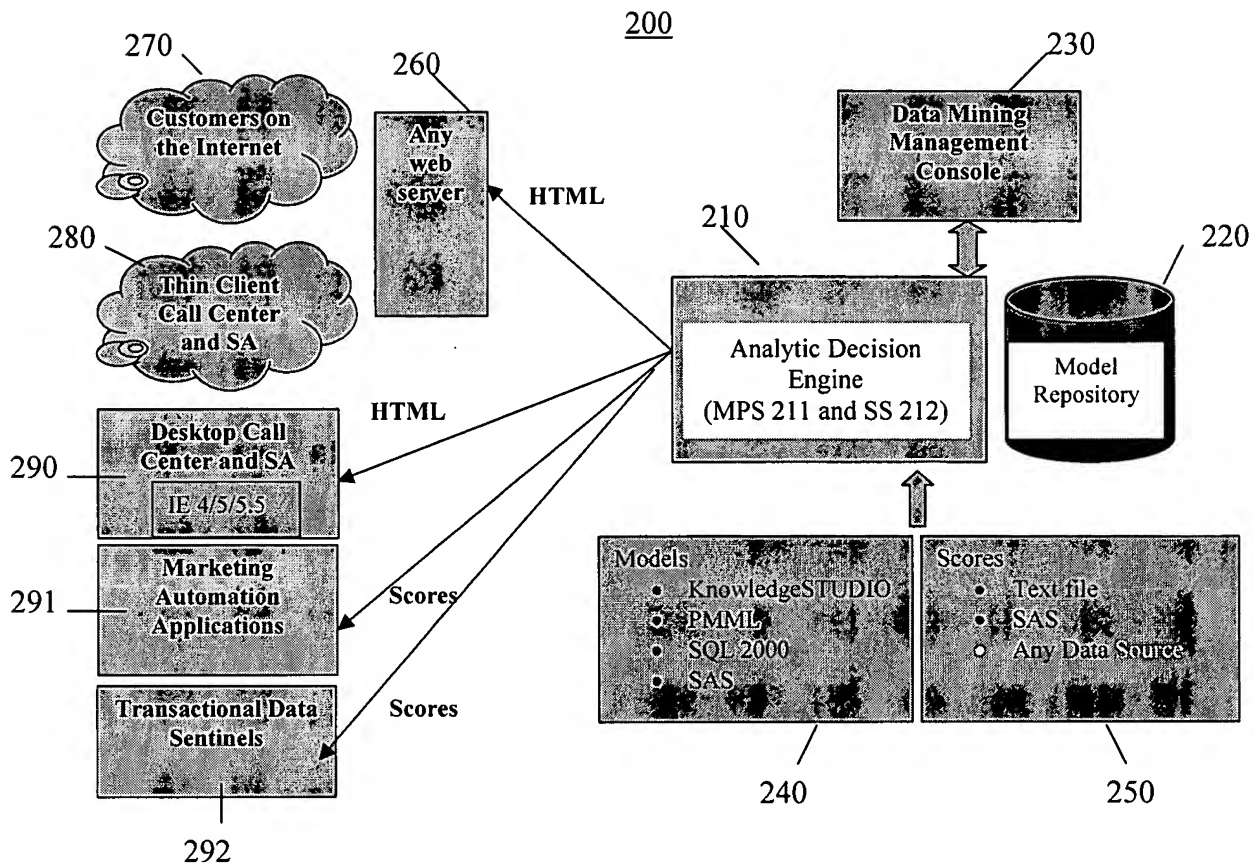 200
270
Customers on
the Internet
260
Any
web
server
HTML
230
Data Mining
Management
Console
280
Thin Client
Call Center
and SA
210
Analytic Decision
Engine
(MPS 211 and SS 212)
220
Model
Repository
HTML
290
Desktop Call
Center and SA
IE 4/5/5.5
291
Marketing
Automation
Applications
Scores
Transactional Data
Sentinels
Scores
292
Models
• KnowledgeSTUDIO
• PMML
• SQL 2000
• SAS
240
Scores
• Text file
• SAS
• Any Data Source
250